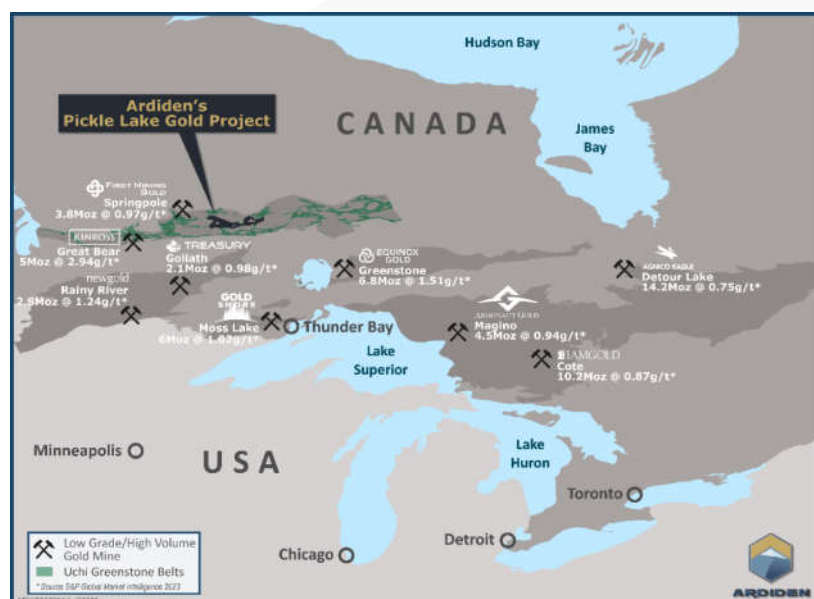 Hudson Bay
Ardiden's
Pickle Lake Gold Project
CANADA
James
Bay
FIRST MINING
GOLD
Springpole
3.8Moz @ 0.97g/t*
KINROSS
Great Bear
5Moz @ 2.94g/t*
TREASURY
Goliath
2.1Moz @ 0.98g/t*
EQUINOX
GOLD
Greenstone
6.8Moz @ 1.51g/t*
AGNICO EAGLE
Detour Lake
14.2Moz @ 0.75g/t*
newgold
Rainy River
2.5Moz @ 1.24g/t*
GOLD
SHORE
Moss Lake
6Moz @ 1.02g/t*
Thunder Bay
ARGONAUT GOLD
Magino
4.5Moz @ 0.94g/t*
IAMGOLD
Cote
10.2Moz @ 0.87g/t*
Lake
Superior
Minneapolis
USA
Lake
Huron
Toronto
Detroit
Chicago
Low Grade/High Volume
Gold Mine
Uchi Greenstone Belts
* Source S&P Global Market Intelligence 2023
ARDIDEN